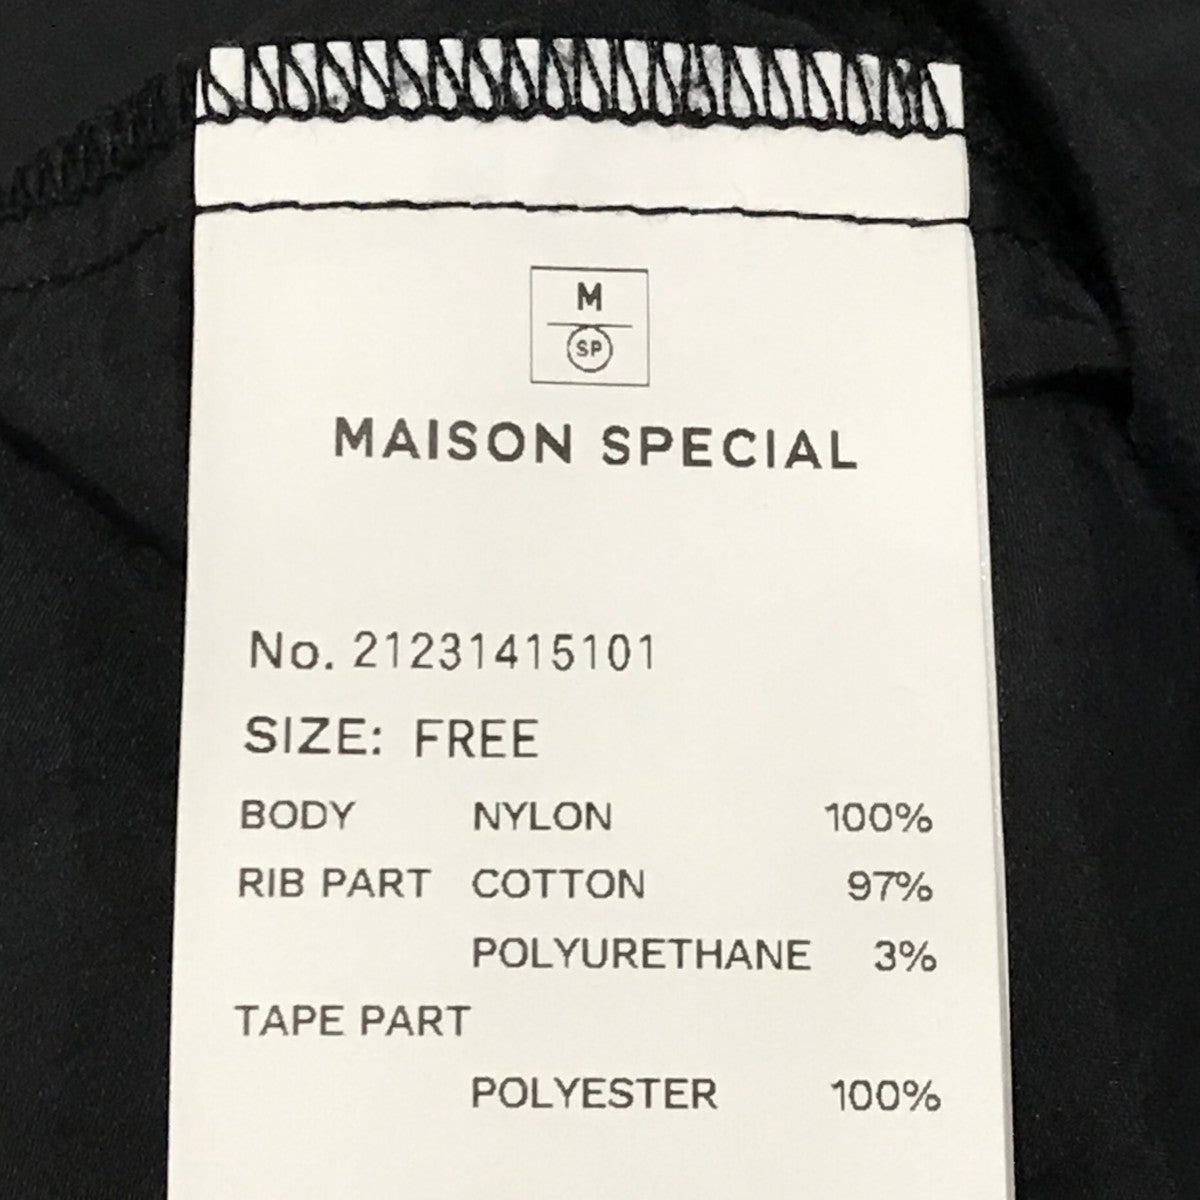 M
SP
MAISON SPECIAL
No. 21231415101
SIZE: FREE
BODY NYLON 100%
RIB PART COTTON 97%
POLYURETHANE 3%
TAPE PART
POLYESTER 100%